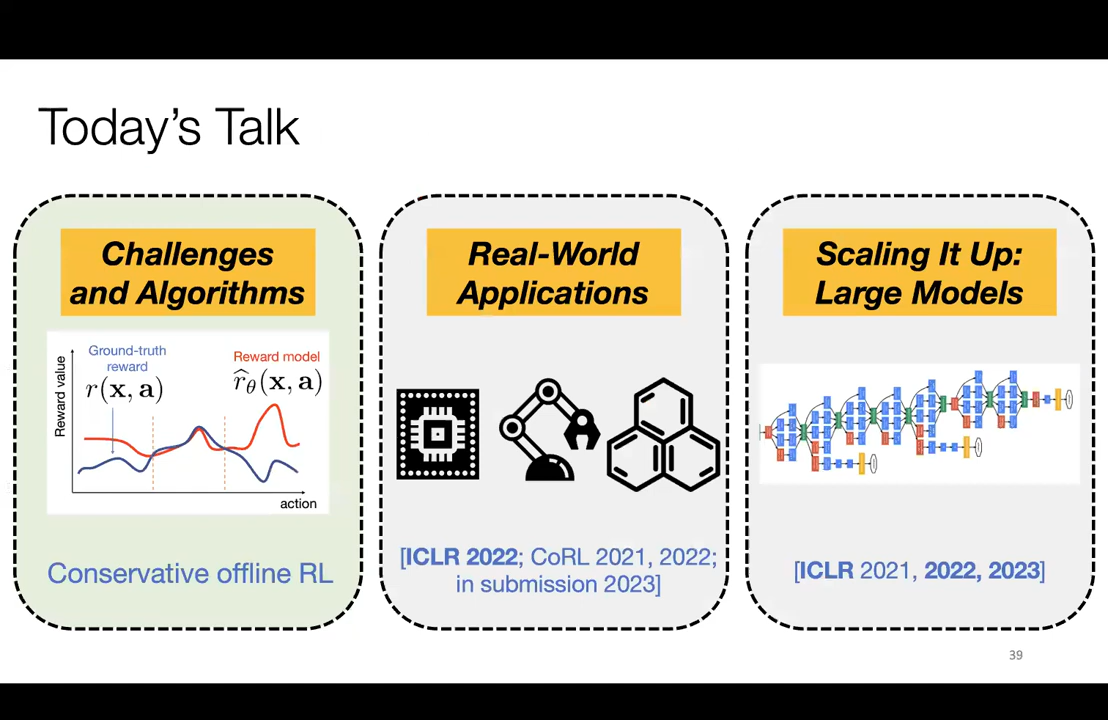 Today's Talk
Challenges
and Algorithms
Ground-truth
reward
r(x, a)
Reward model
r̂θ(x, a)
Reward value
action
Conservative offline RL
Real-World
Applications
[ICLR 2022; CoRL 2021, 2022;
in submission 2023]
Scaling It Up:
Large Models
[ICLR 2021, 2022, 2023]
39